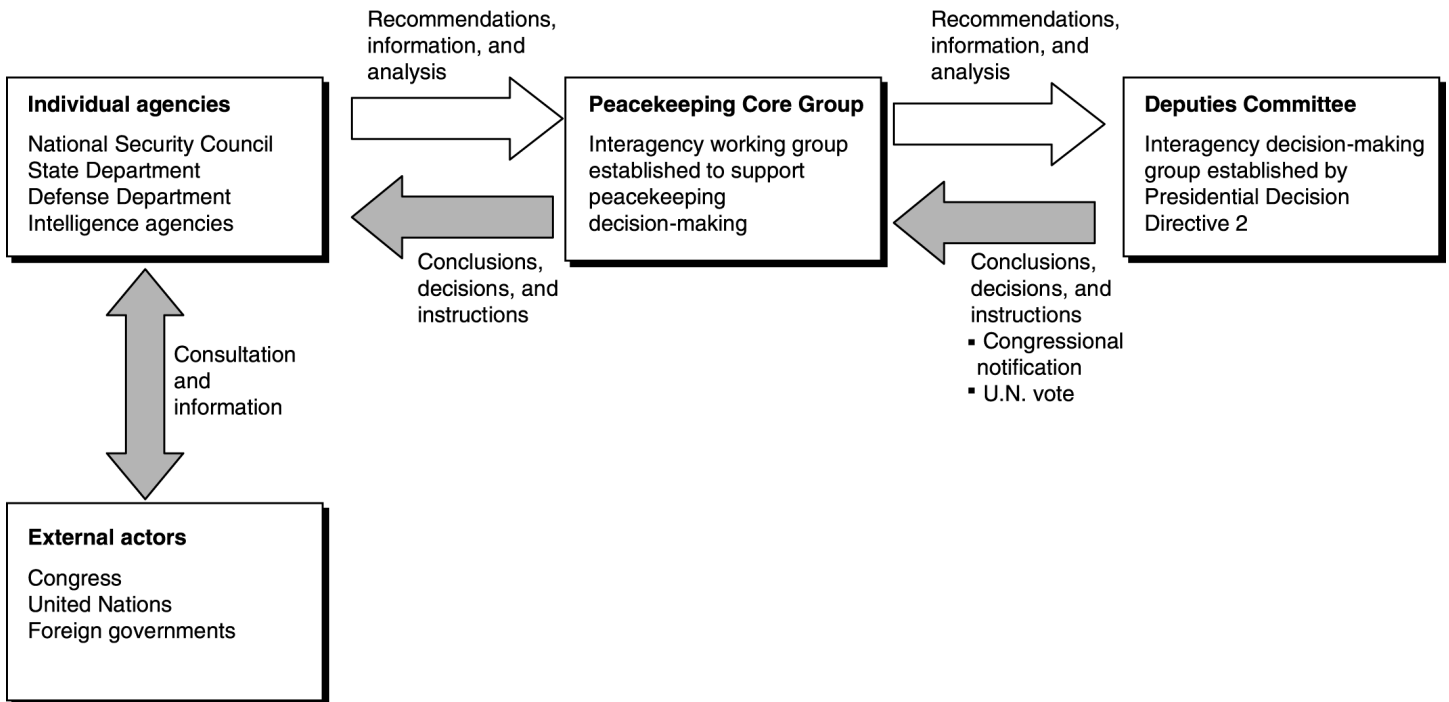 Recommendations,
information, and
analysis
Recommendations,
information, and
analysis
Individual agencies
National Security Council
State Department
Defense Department
Intelligence agencies
Peacekeeping Core Group
Interagency working group
established to support
peacekeeping
decision-making
Deputies Committee
Interagency decision-making
group established by
Presidential Decision
Directive 2
Conclusions,
decisions, and
instructions
Conclusions,
decisions, and
instructions
▪ Congressional
notification
▪ U.N. vote
Consultation
and
information
External actors
Congress
United Nations
Foreign governments